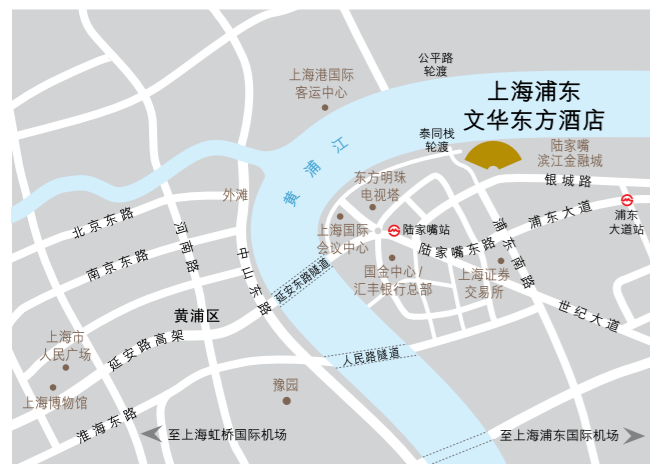 公平路
轮渡
上海港国际
客运中心
上海浦东
文华东方酒店
泰同栈
轮渡
陆家嘴
滨江金融城
黄浦江
东方明珠
电视塔
银城路
外滩
浦东大道
浦东
大道站
北京东路
河南路
上海国际
会议中心
陆家嘴站
陆家嘴东路
浦东南路
南京东路
中山东路
延安东路隧道
国金中心/
汇丰银行总部
上海证券
交易所
黄浦区
世纪大道
上海市
人民广场
延安路高架
人民路隧道
豫园
上海博物馆
淮海东路
至上海虹桥国际机场
至上海浦东国际机场